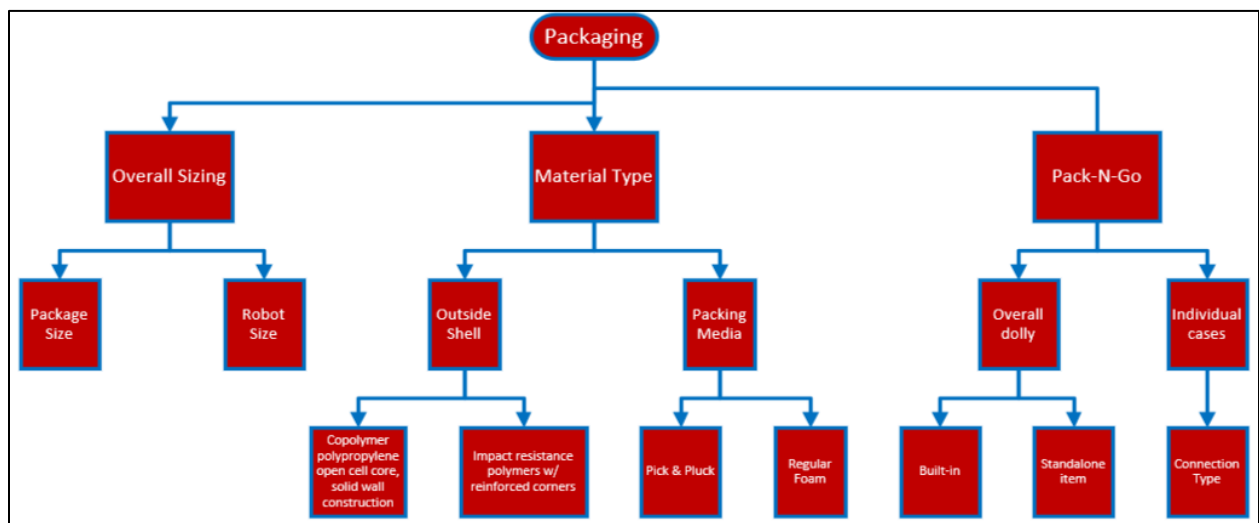 Packaging
Overall Sizing
Material Type
Pack-N-Go
Package
Size
Robot
Size
Outside
Shell
Packing
Media
Overall
dolly
Individual
cases
Copolymer
polypropylene
open cell core,
solid wall
construction
Impact resistance
polymers w/
reinforced corners
Pick & Pluck
Regular
Foam
Built-in
Standalone
item
Connection
Type